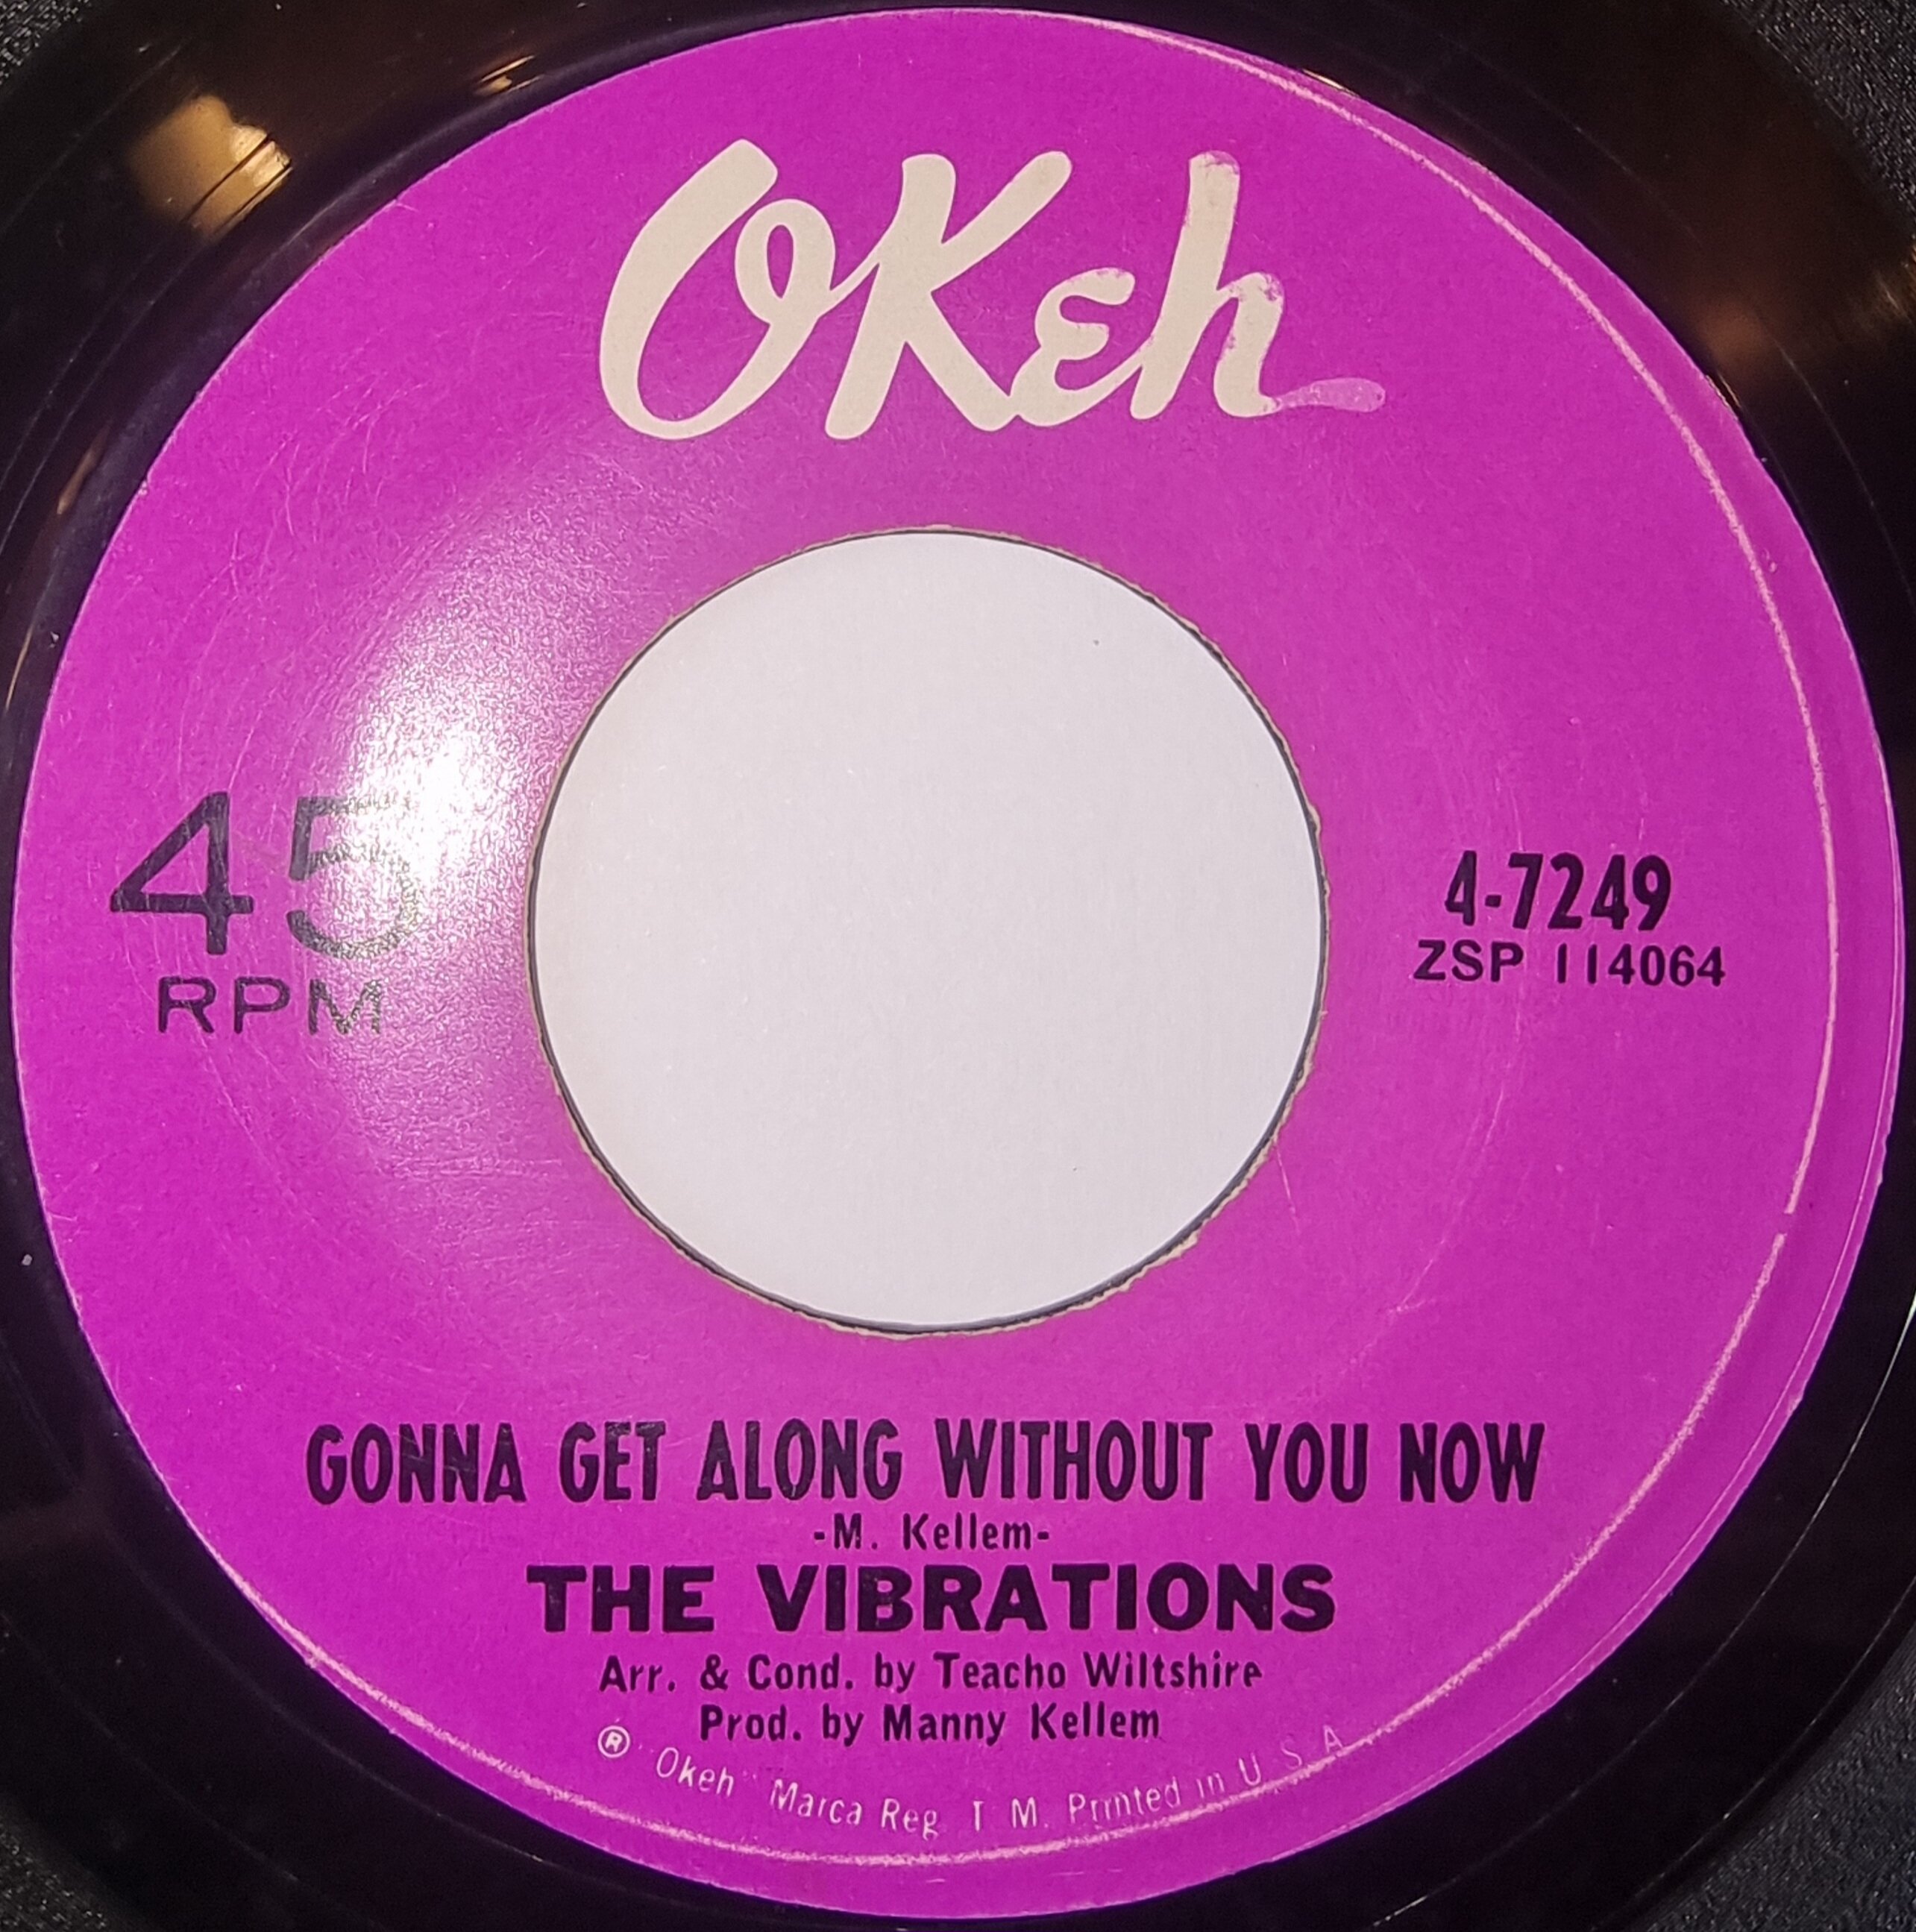 OKeh
45
RPM
4-7249
ZSP 114064
GONNA GET ALONG WITHOUT YOU NOW
-M. Kellem-
THE VIBRATIONS
Arr. & Cond. by Teacho Wiltshire
Prod. by Manny Kellem
® "Okeh" Marca Reg. T. M. Printed in U S A